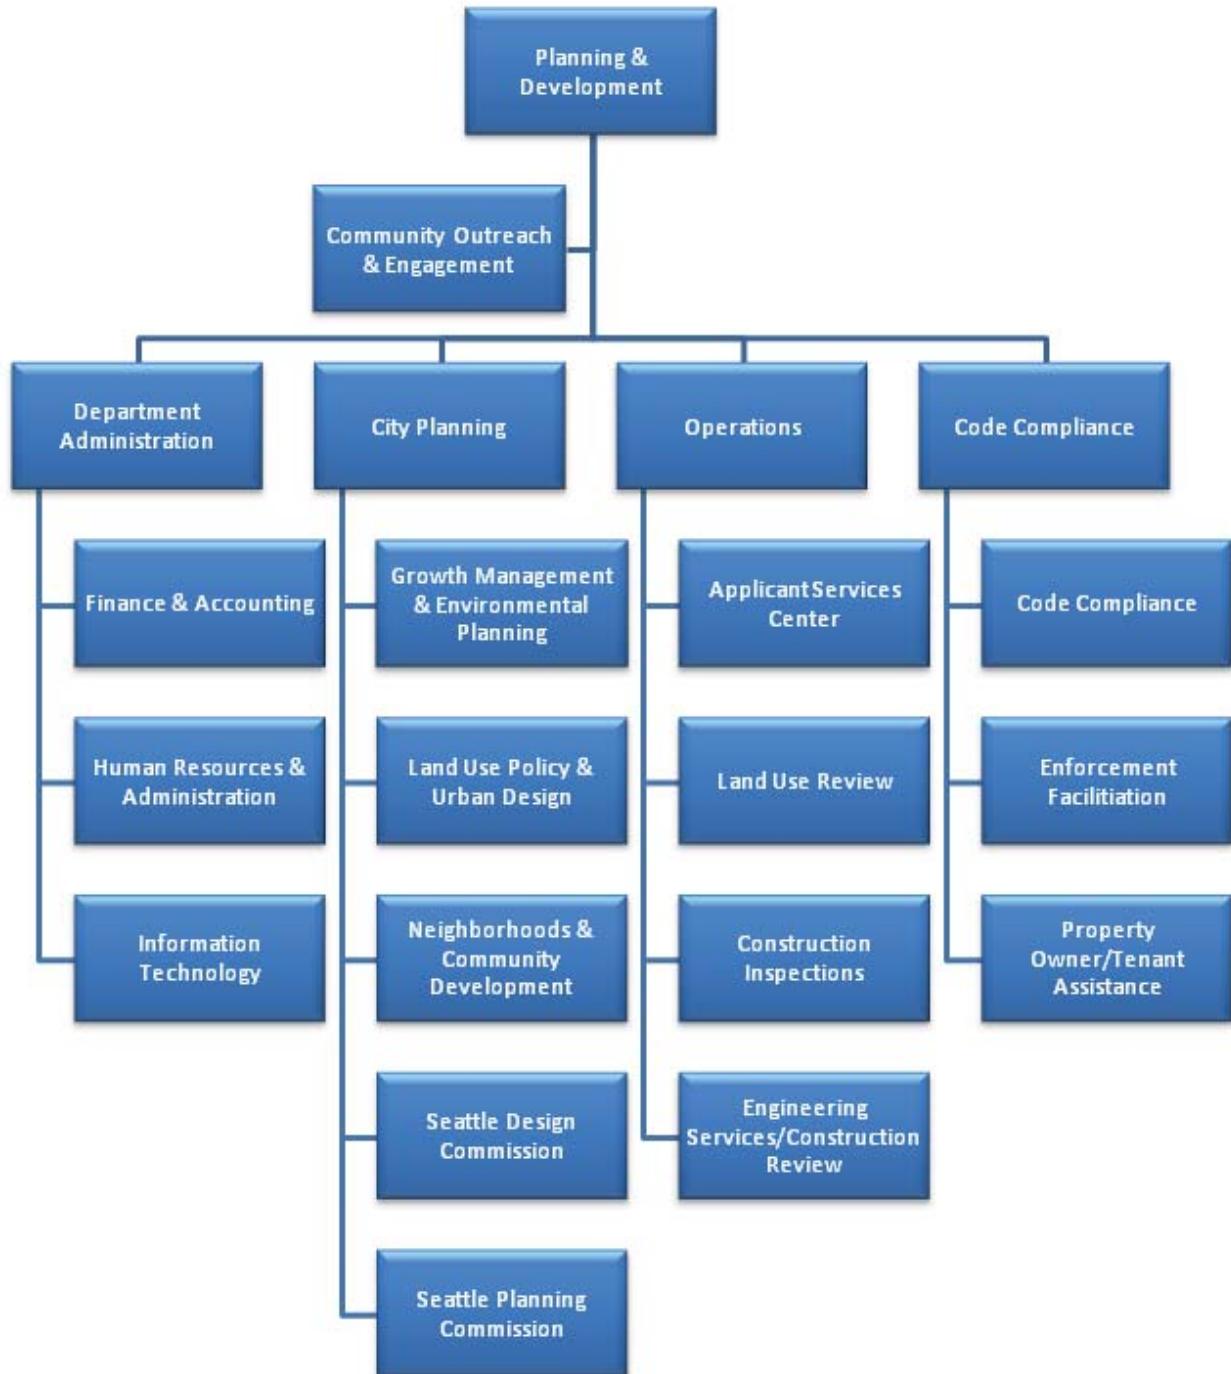 Planning &
Development
Community Outreach
& Engagement
Department
Administration
City Planning
Operations
Code Compliance
Finance & Accounting
Growth Management
& Environmental
Planning
Applicant Services
Center
Code Compliance
Human Resources &
Administration
Land Use Policy &
Urban Design
Land Use Review
Enforcement
Facilitiation
Information
Technology
Neighborhoods &
Community
Development
Construction
Inspections
Property
Owner/Tenant
Assistance
Seattle Design
Commission
Engineering
Services/Construction
Review
Seattle Planning
Commission